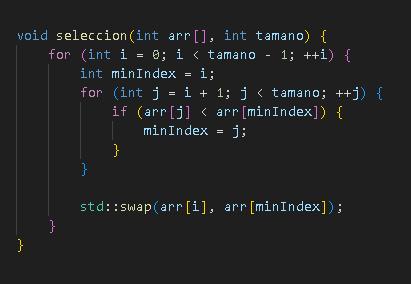 void seleccion(int arr[], int tamano) {
    for (int i = 0; i < tamano - 1; ++i) {
        int minIndex = i;
        for (int j = i + 1; j < tamano; ++j) {
            if (arr[j] < arr[minIndex]) {
                minIndex = j;
            }
        }

        std::swap(arr[i], arr[minIndex]);
    }
}